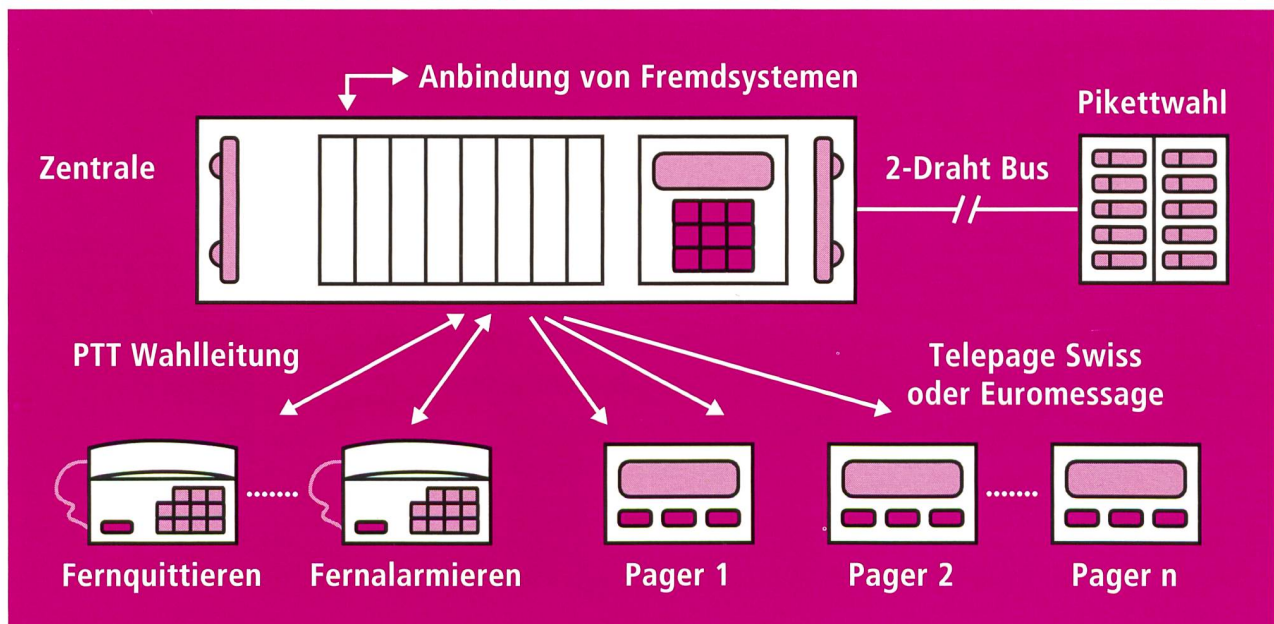 Anbindung von Fremdsystemen
Pikettwahl
Zentrale
2-Draht Bus
PTT Wahlleitung
Telepage Swiss
oder Euromessage
Fernquittieren
Fernalarmieren
Pager 1
Pager 2
Pager n